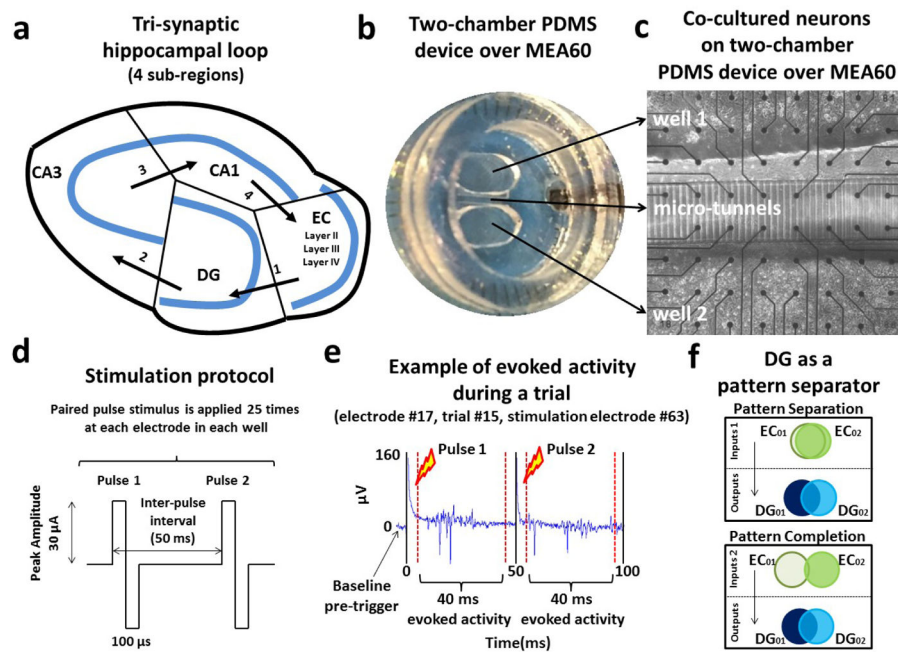 a
Tri-synaptic
hippocampal loop
(4 sub-regions)
CA3
3
CA1
4
EC
Layer II
Layer III
Layer IV
2
DG
1
b
Two-chamber PDMS
device over MEA60
c
Co-cultured neurons
on two-chamber
PDMS device over MEA60
well 1
micro-tunnels
well 2
d
Stimulation protocol
Paired pulse stimulus is applied 25 times
at each electrode in each well
Pulse 1
Pulse 2
Peak Amplitude
30 µA
Inter-pulse
interval
(50 ms)
100 µs
e
Example of evoked activity
during a trial
(electrode #17, trial #15, stimulation electrode #63)
160
Pulse 1
Pulse 2
µV
0
Baseline
pre-trigger
0
50
100
40 ms
evoked activity
40 ms
evoked activity
Time(ms)
f
DG as a
pattern separator
Pattern Separation
Inputs 1
EC01
EC02
Outputs
DG01
DG02
Pattern Completion
Inputs 2
EC01
EC02
Outputs
DG01
DG02